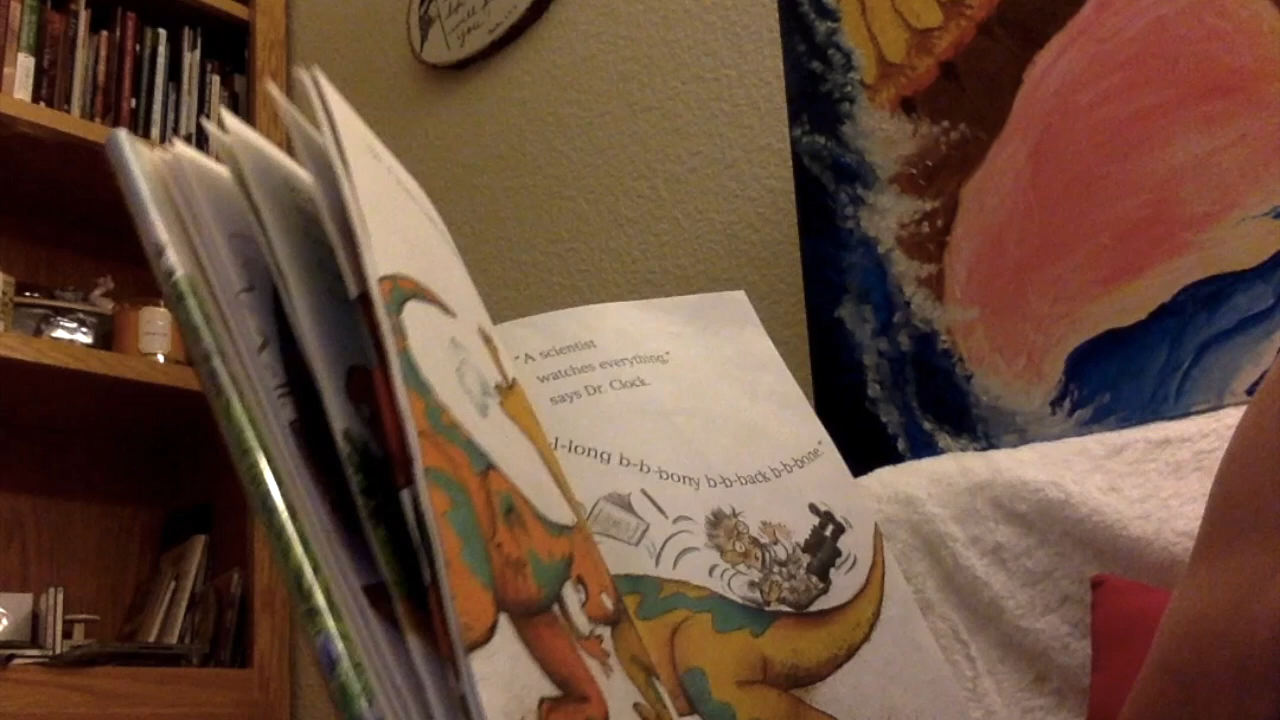 "A scientist
watches everything,"
says Dr. Clock.
d-long b-b-bony b-b-back b-b-bone."